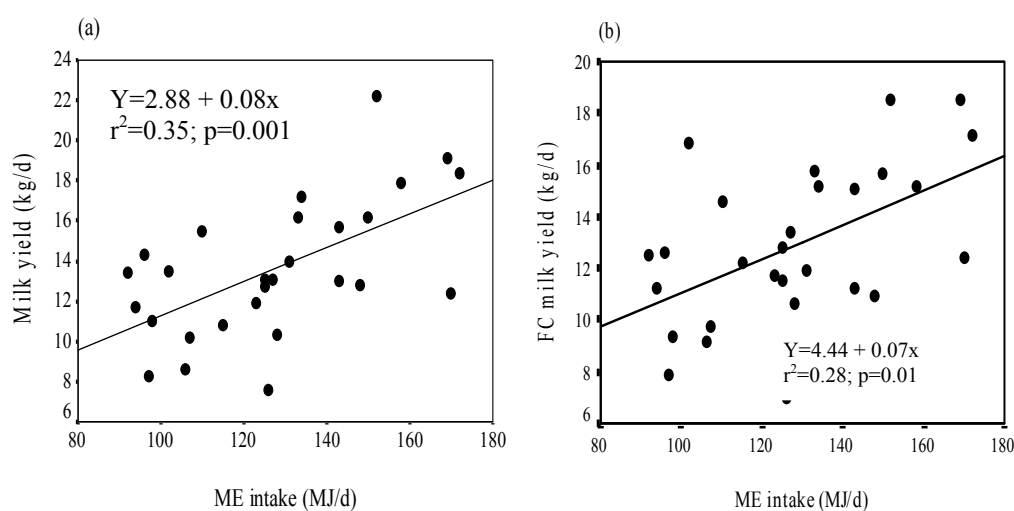 (a)
24
22
20
18
16
14
12
10
8
6
Milk yield (kg/d)
Y=2.88 + 0.08x
r²=0.35; p=0.001
80 100 120 140 160 180
ME intake (MJ/d)
(b)
20
18
16
14
12
10
8
6
FC milk yield (kg/d)
Y=4.44 + 0.07x
r²=0.28; p=0.01
80 100 120 140 160 180
ME intake (MJ/d)